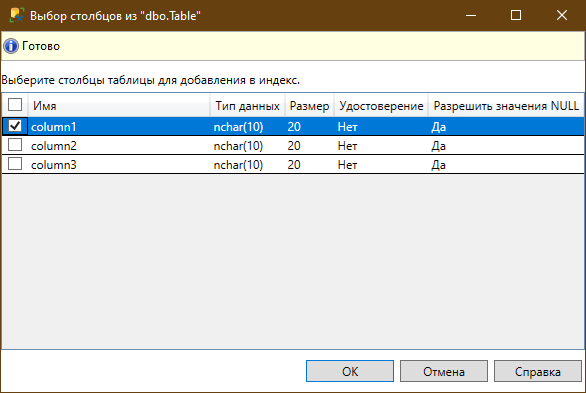 Выбор столбцов из "dbo.Table"
Готово
Выберите столбцы таблицы для добавления в индекс.
Имя Тип данных Размер Удостоверение Разрешить значения NULL
column1 nchar(10) 20 Нет Да
column2 nchar(10) 20 Нет Да
column3 nchar(10) 20 Нет Да
ОК Отмена Справка